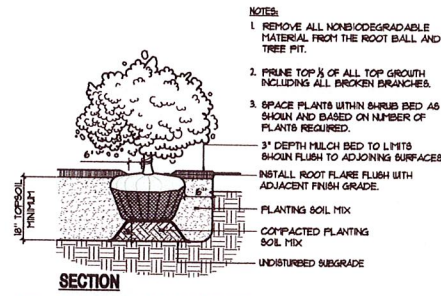 NOTES:
1. REMOVE ALL NONBIODEGRADABLE
MATERIAL FROM THE ROOT BALL AND
TREE PIT.
2. PRUNE TOP ⅓ OF ALL TOP GROWTH
INCLUDING ALL BROKEN BRANCHES.
3. SPACE PLANTS WITHIN SHRUB BED AS
SHOWN AND BASED ON NUMBER OF
PLANTS REQUIRED.
3" DEPTH MULCH BED TO LIMITS
SHOWN FLUSH TO ADJOINING SURFACES
INSTALL ROOT FLARE FLUSH WITH
ADJACENT FINISH GRADE.
6"
6"
18" TOPSOIL
MINIMUM
PLANTING SOIL MIX
COMPACTED PLANTING
SOIL MIX
UNDISTURBED SUBGRADE
SECTION